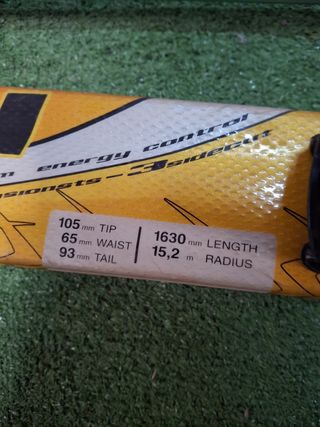 m energy control
3sidecut
105 mm TIP
65 mm WAIST
93 mm TAIL
1630 mm LENGTH
15,2 m RADIUS